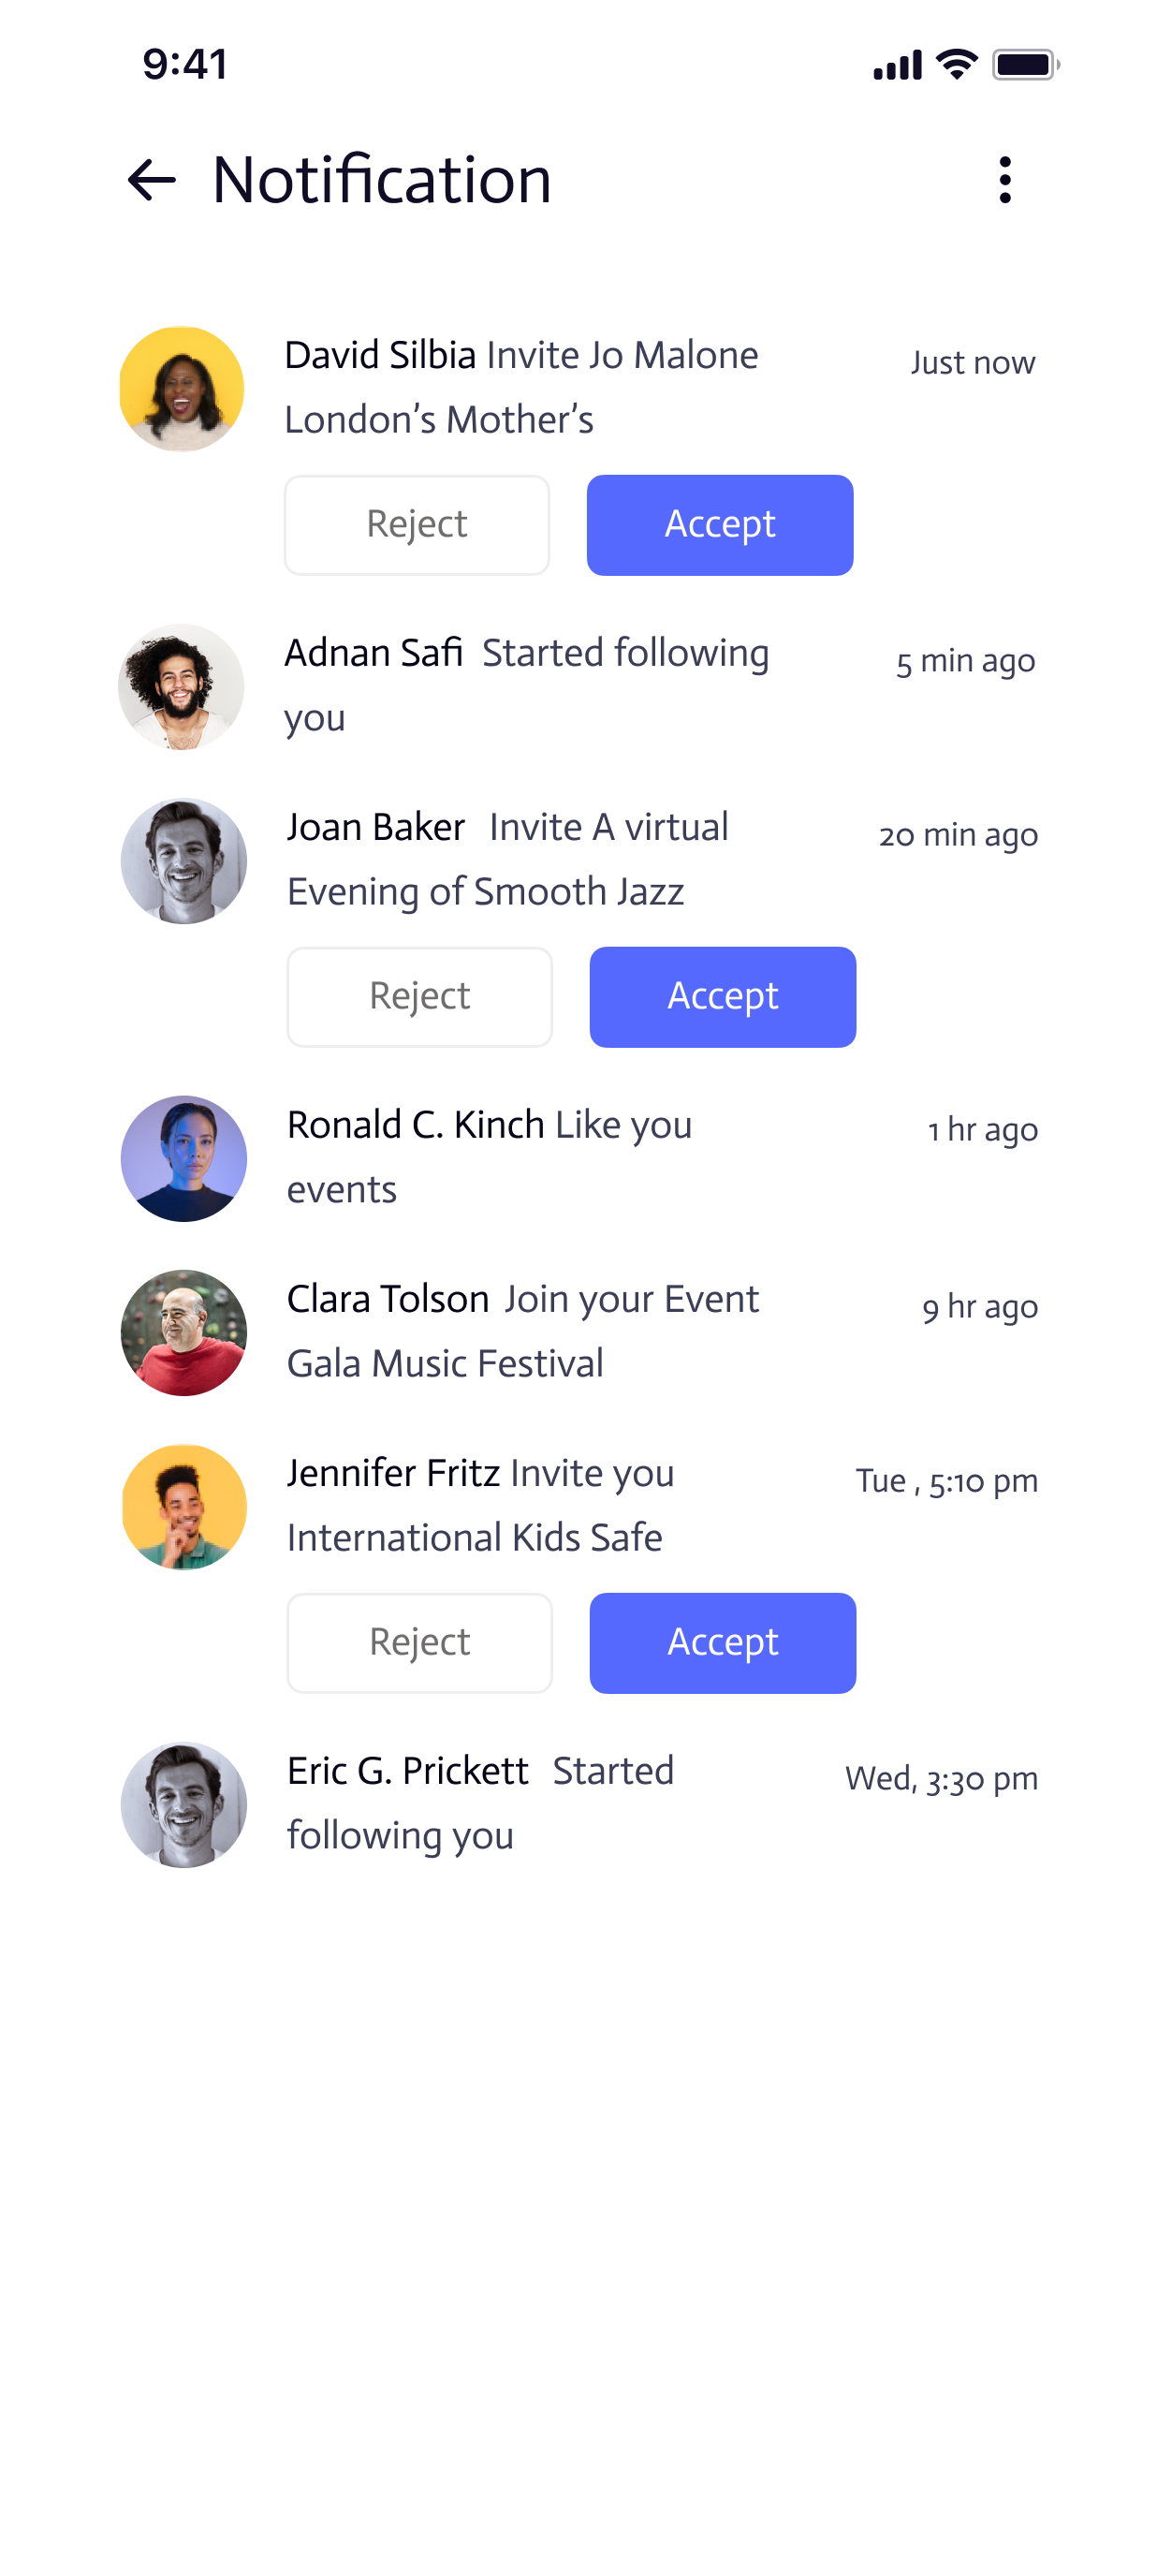 9:41
Notification
David Silbia Invite Jo Malone
London’s Mother’s
Just now
Reject
Accept
Adnan Safi Started following
you
5 min ago
Joan Baker Invite A virtual
Evening of Smooth Jazz
20 min ago
Reject
Accept
Ronald C. Kinch Like you
events
1 hr ago
Clara Tolson Join your Event
Gala Music Festival
9 hr ago
Jennifer Fritz Invite you
International Kids Safe
Tue , 5:10 pm
Reject
Accept
Eric G. Prickett Started
following you
Wed, 3:30 pm